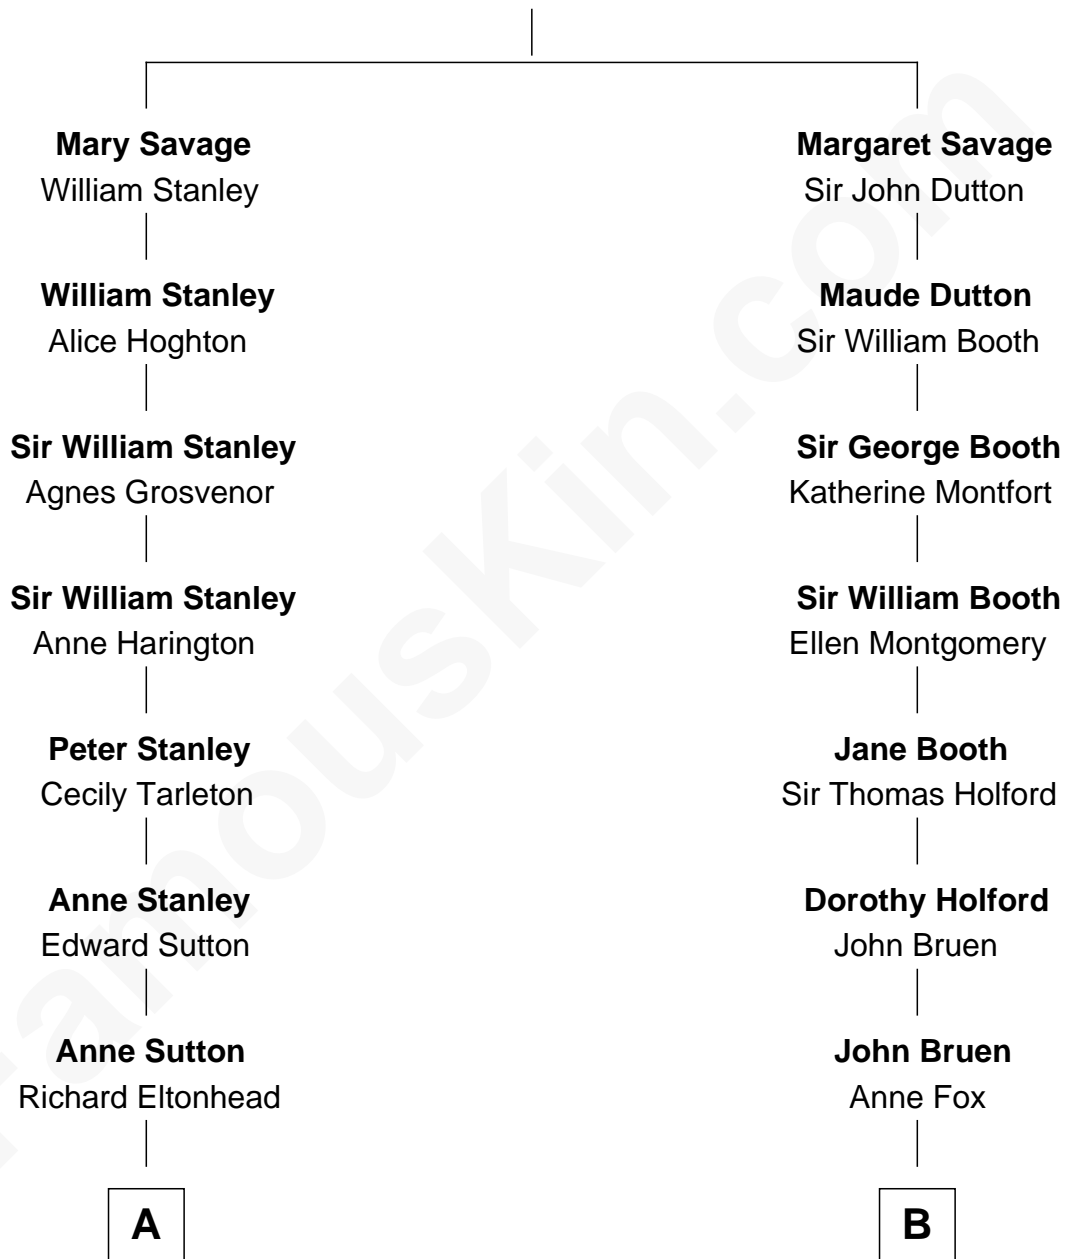 Mary Savage
William Stanley
William Stanley
Alice Hoghton
Sir William Stanley
Agnes Grosvenor
Sir William Stanley
Anne Harington
Peter Stanley
Cecily Tarleton
Anne Stanley
Edward Sutton
Anne Sutton
Richard Eltonhead
A
Margaret Savage
Sir John Dutton
Maude Dutton
Sir William Booth
Sir George Booth
Katherine Montfort
Sir William Booth
Ellen Montgomery
Jane Booth
Sir Thomas Holford
Dorothy Holford
John Bruen
John Bruen
Anne Fox
B
FamousKin.com